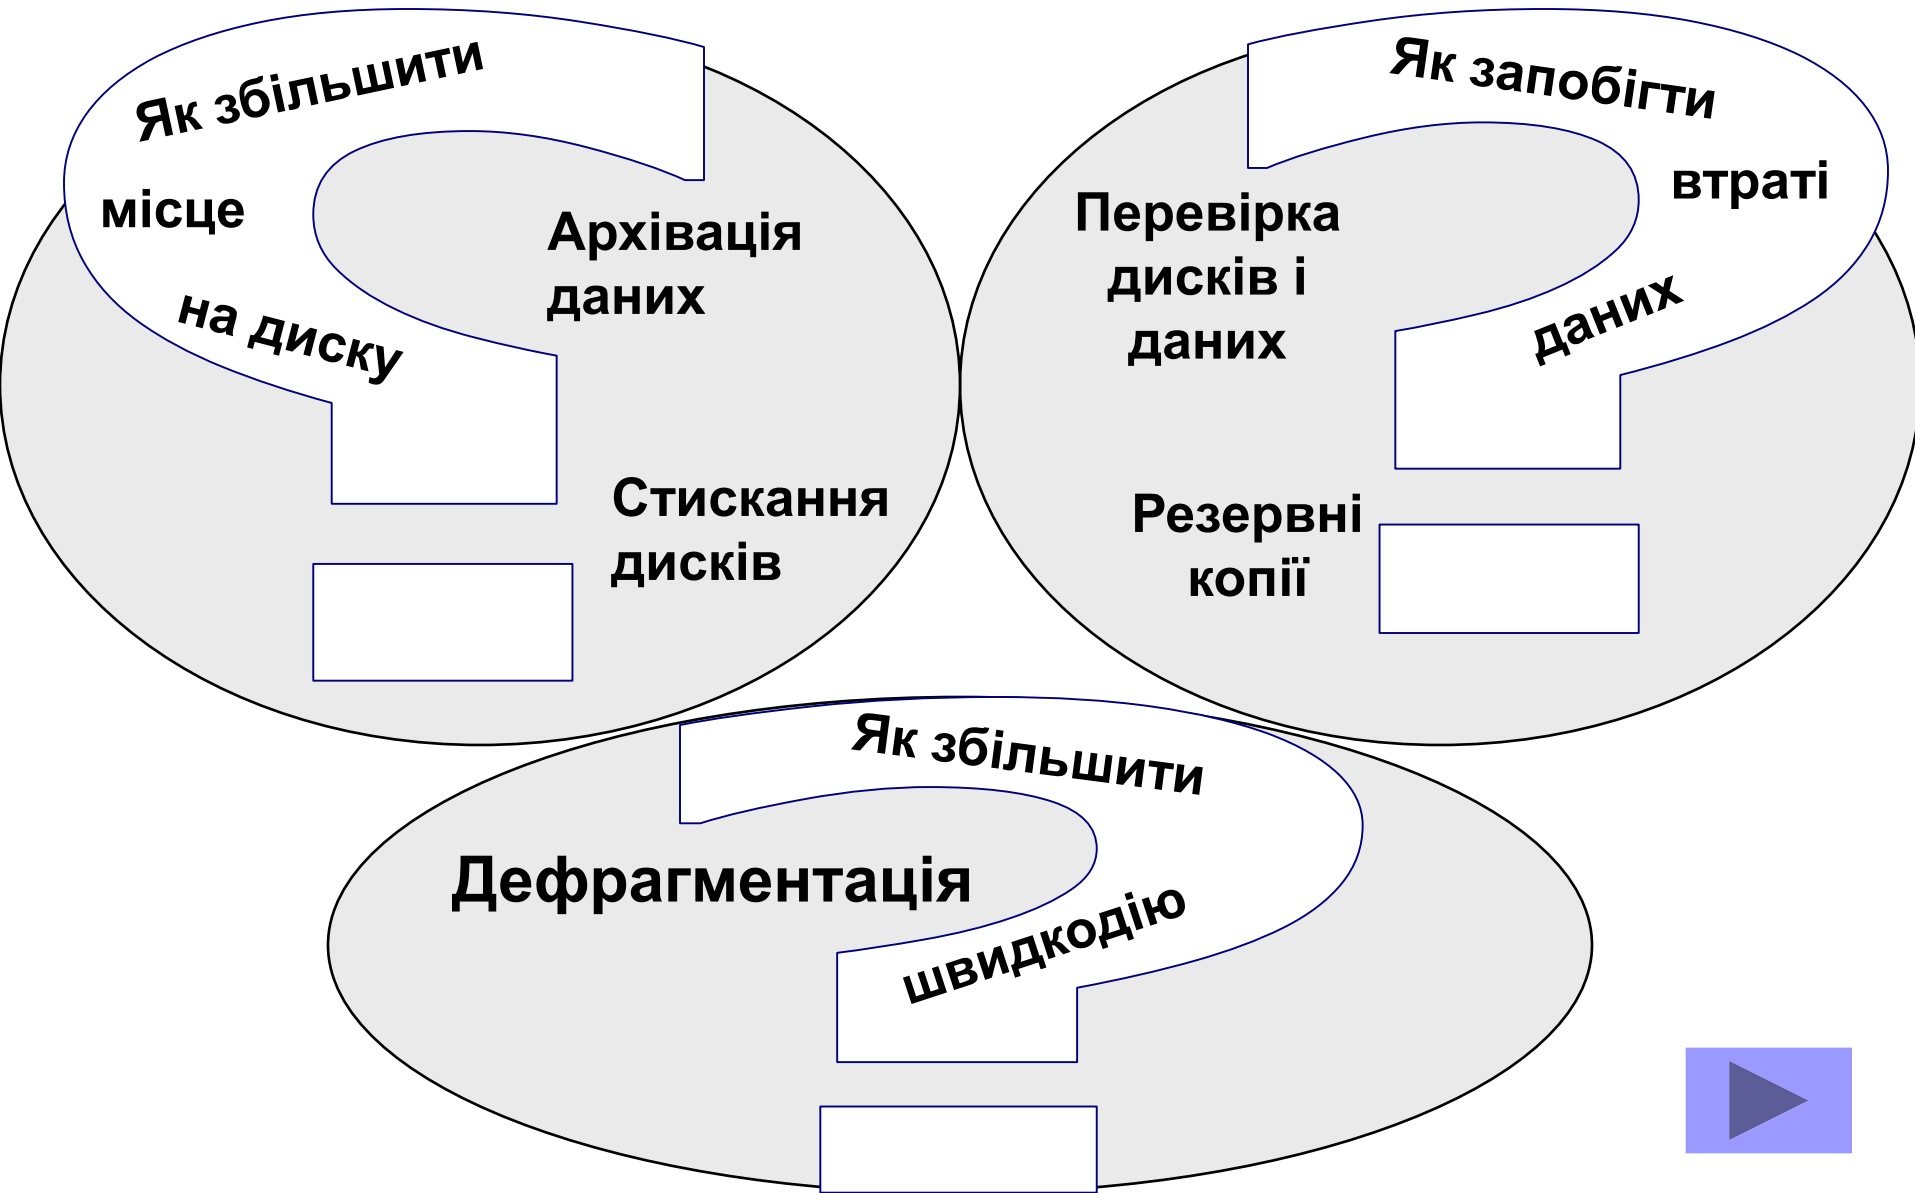 Як збільшити
місце
на диску
Архівація
даних
Стискання
дисків
Як запобігти
втраті
даних
Перевірка
дисків і
даних
Резервні
копії
Як збільшити
швидкодію
Дефрагментація